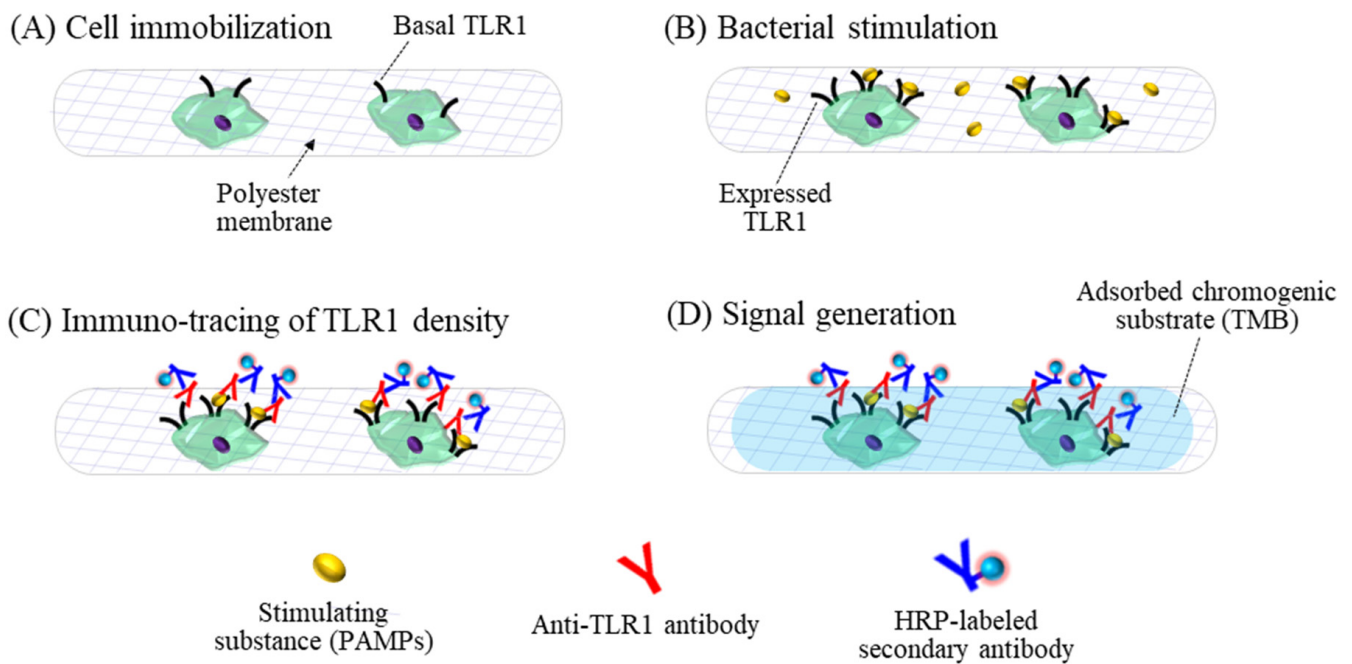 (A) Cell immobilization
Basal TLR1
Polyester
membrane
(B) Bacterial stimulation
Expressed
TLR1
(C) Immuno-tracing of TLR1 density
(D) Signal generation
Adsorbed chromogenic
substrate (TMB)
Stimulating
substance (PAMPs)
Anti-TLR1 antibody
HRP-labeled
secondary antibody